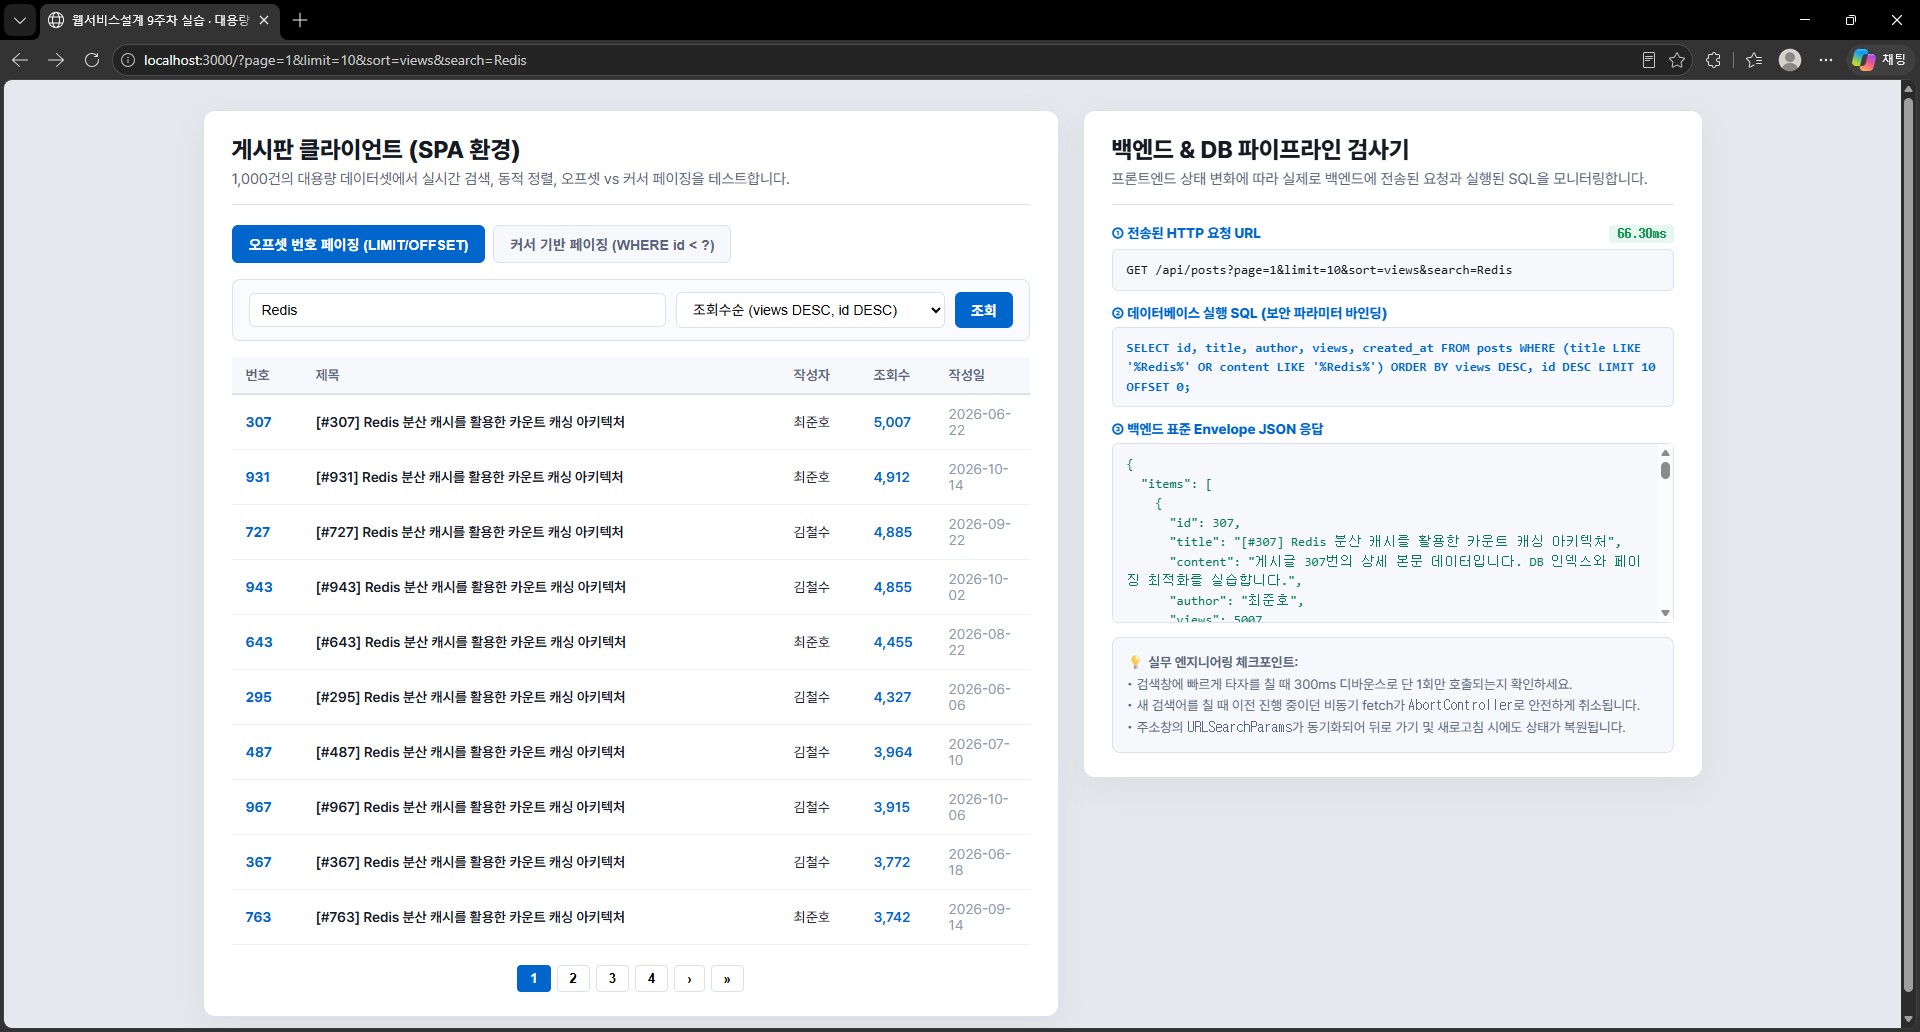 웹서비스설계 9주차 실습 · 대용량
localhost:3000/?page=1&limit=10&sort=views&search=Redis
채팅
게시판 클라이언트 (SPA 환경)
1,000건의 대용량 데이터셋에서 실시간 검색, 동적 정렬, 오프셋 vs 커서 페이징을 테스트합니다.
오프셋 번호 페이징 (LIMIT/OFFSET)
커서 기반 페이징 (WHERE id < ?)
Redis
조회수순 (views DESC, id DESC)
조회
번호 제목 작성자 조회수 작성일
307 [#307] Redis 분산 캐시를 활용한 카운트 캐싱 아키텍처 최준호 5,007 2026-06-
22
931 [#931] Redis 분산 캐시를 활용한 카운트 캐싱 아키텍처 최준호 4,912 2026-10-
14
727 [#727] Redis 분산 캐시를 활용한 카운트 캐싱 아키텍처 김철수 4,885 2026-09-
22
943 [#943] Redis 분산 캐시를 활용한 카운트 캐싱 아키텍처 김철수 4,855 2026-10-
02
643 [#643] Redis 분산 캐시를 활용한 카운트 캐싱 아키텍처 최준호 4,455 2026-08-
22
295 [#295] Redis 분산 캐시를 활용한 카운트 캐싱 아키텍처 김철수 4,327 2026-06-
06
487 [#487] Redis 분산 캐시를 활용한 카운트 캐싱 아키텍처 김철수 3,964 2026-07-
10
967 [#967] Redis 분산 캐시를 활용한 카운트 캐싱 아키텍처 김철수 3,915 2026-10-
06
367 [#367] Redis 분산 캐시를 활용한 카운트 캐싱 아키텍처 김철수 3,772 2026-06-
18
763 [#763] Redis 분산 캐시를 활용한 카운트 캐싱 아키텍처 최준호 3,742 2026-09-
14
1 2 3 4 › »
백엔드 & DB 파이프라인 검사기
프론트엔드 상태 변화에 따라 실제로 백엔드에 전송된 요청과 실행된 SQL을 모니터링합니다.
① 전송된 HTTP 요청 URL 66.30ms
GET /api/posts?page=1&limit=10&sort=views&search=Redis
② 데이터베이스 실행 SQL (보안 파라미터 바인딩)
SELECT id, title, author, views, created_at FROM posts WHERE (title LIKE
'%Redis%' OR content LIKE '%Redis%') ORDER BY views DESC, id DESC LIMIT 10
OFFSET 0;
③ 백엔드 표준 Envelope JSON 응답
{
"items": [
{
"id": 307,
"title": "[#307] Redis 분산 캐시를 활용한 카운트 캐싱 아키텍처",
"content": "게시글 307번의 상세 본문 데이터입니다. DB 인덱스와 페이
징 최적화를 실습합니다.",
"author": "최준호",
"views": 5007
💡 실무 엔지니어링 체크포인트:
• 검색창에 빠르게 타자를 칠 때 300ms 디바운스로 단 1회만 호출되는지 확인하세요.
• 새 검색어를 칠 때 이전 진행 중이던 비동기 fetch가 AbortController로 안전하게 취소됩니다.
• 주소창의 URLSearchParams가 동기화되어 뒤로 가기 및 새로고침 시에도 상태가 복원됩니다.